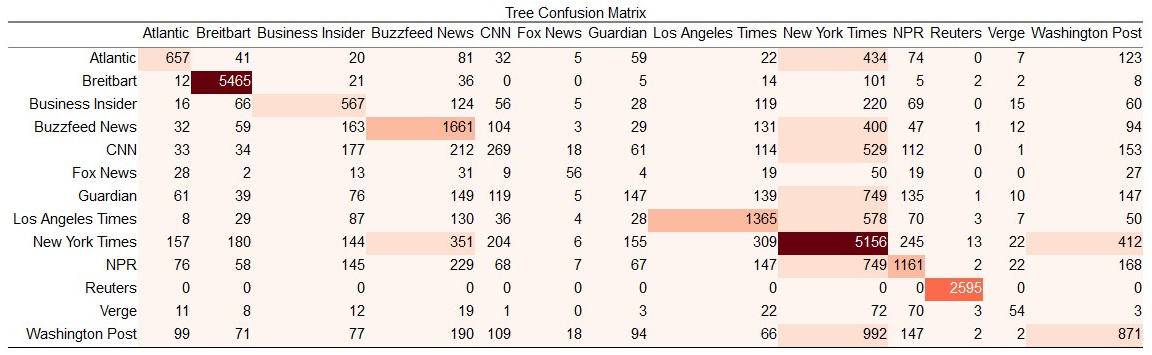 Tree Confusion Matrix
Atlantic Breitbart Business Insider Buzzfeed News CNN Fox News Guardian Los Angeles Times New York Times NPR Reuters Verge Washington Post
Atlantic 657 41 20 81 32 5 59 22 434 74 0 7 123
Breitbart 12 5465 21 36 0 0 5 14 101 5 2 2 8
Business Insider 16 66 567 124 56 5 28 119 220 69 0 15 60
Buzzfeed News 32 59 163 1661 104 3 29 131 400 47 1 12 94
CNN 33 34 177 212 269 18 61 114 529 112 0 1 153
Fox News 28 2 13 31 9 56 4 19 50 19 0 0 27
Guardian 61 39 76 149 119 5 147 139 749 135 1 10 147
Los Angeles Times 8 29 87 130 36 4 28 1365 578 70 3 7 50
New York Times 157 180 144 351 204 6 155 309 5156 245 13 22 412
NPR 76 58 145 229 68 7 67 147 749 1161 2 22 168
Reuters 0 0 0 0 0 0 0 0 0 0 2595 0 0
Verge 11 8 12 19 1 0 3 22 72 70 3 54 3
Washington Post 99 71 77 190 109 18 94 66 992 147 2 2 871